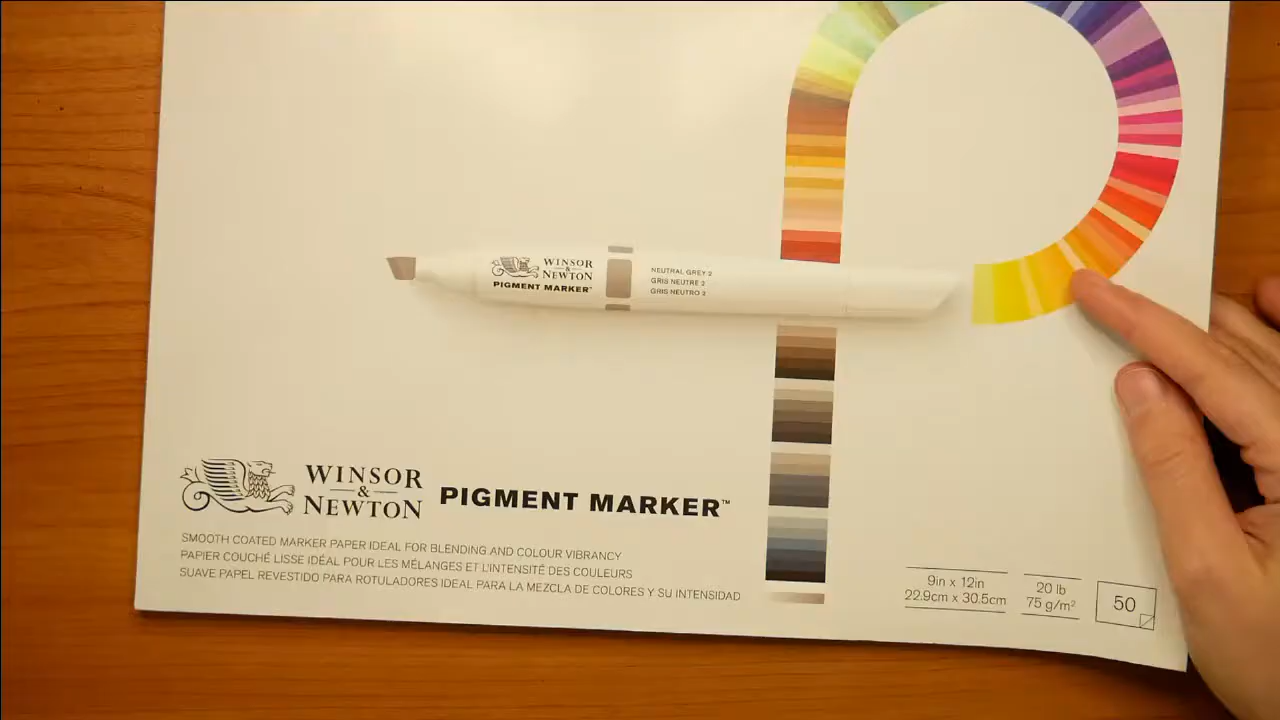 WINSOR
&
NEWTON
PIGMENT MARKER™
NEUTRAL GREY 2
GRIS NEUTRE 2
GRIS NEUTRO 2
WINSOR
&
NEWTON
PIGMENT MARKER™
SMOOTH COATED MARKER PAPER IDEAL FOR BLENDING AND COLOUR VIBRANCY
PAPIER COUCHÉ LISSE IDÉAL POUR LES MÉLANGES ET L'INTENSITÉ DES COULEURS
SUAVE PAPEL REVESTIDO PARA ROTULADORES IDEAL PARA LA MEZCLA DE COLORES Y SU INTENSIDAD
9in x 12in
22.9cm x 30.5cm
20 lb
75 g/m²
50